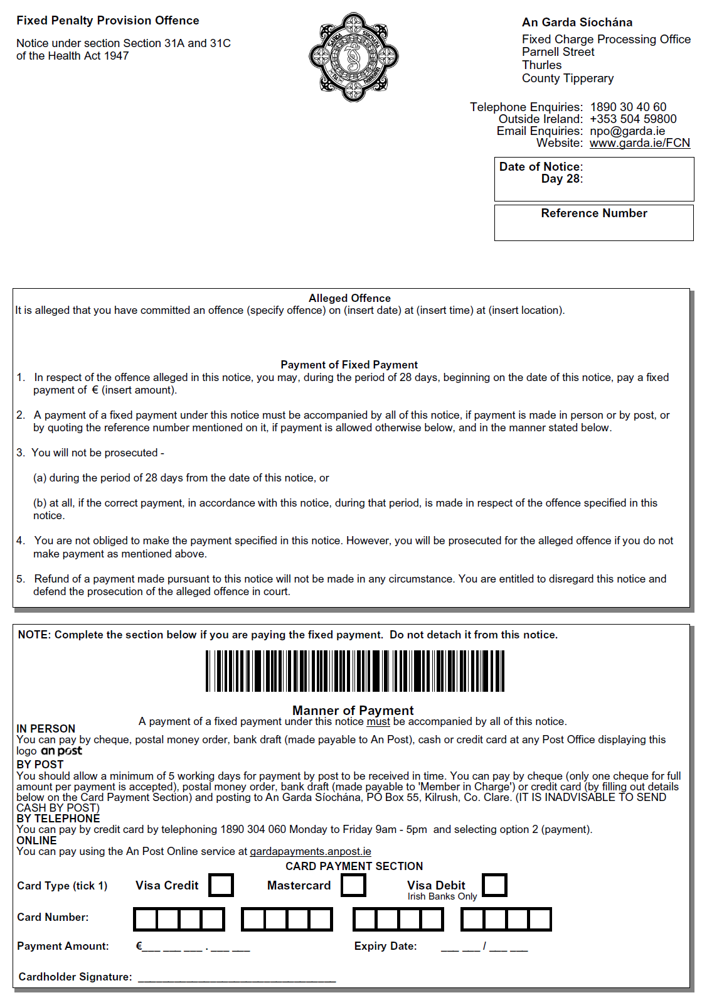 Fixed Penalty Provision Offence
Notice under section Section 31A and 31C
of the Health Act 1947
GARDA
SÍOCHÁNA
NA
hÉIREANN
An Garda Síochána
Fixed Charge Processing Office
Parnell Street
Thurles
County Tipperary
Telephone Enquiries: 1890 30 40 60
Outside Ireland: +353 504 59800
Email Enquiries: npo@garda.ie
Website: www.garda.ie/FCN
Date of Notice:
Day 28:
Reference Number
Alleged Offence
It is alleged that you have committed an offence (specify offence) on (insert date) at (insert time) at (insert location).
Payment of Fixed Payment
1. In respect of the offence alleged in this notice, you may, during the period of 28 days, beginning on the date of this notice, pay a fixed
payment of € (insert amount).
2. A payment of a fixed payment under this notice must be accompanied by all of this notice, if payment is made in person or by post, or
by quoting the reference number mentioned on it, if payment is allowed otherwise below, and in the manner stated below.
3. You will not be prosecuted -
(a) during the period of 28 days from the date of this notice, or
(b) at all, if the correct payment, in accordance with this notice, during that period, is made in respect of the offence specified in this
notice.
4. You are not obliged to make the payment specified in this notice. However, you will be prosecuted for the alleged offence if you do not
make payment as mentioned above.
5. Refund of a payment made pursuant to this notice will not be made in any circumstance. You are entitled to disregard this notice and
defend the prosecution of the alleged offence in court.
NOTE: Complete the section below if you are paying the fixed payment. Do not detach it from this notice.
Manner of Payment
A payment of a fixed payment under this notice must be accompanied by all of this notice.
IN PERSON
You can pay by cheque, postal money order, bank draft (made payable to An Post), cash or credit card at any Post Office displaying this
logo an post
BY POST
You should allow a minimum of 5 working days for payment by post to be received in time. You can pay by cheque (only one cheque for full
amount per payment is accepted), postal money order, bank draft (made payable to 'Member in Charge') or credit card (by filling out details
below on the Card Payment Section) and posting to An Garda Síochána, PO Box 55, Kilrush, Co. Clare. (IT IS INADVISABLE TO SEND
CASH BY POST)
BY TELEPHONE
You can pay by credit card by telephoning 1890 304 060 Monday to Friday 9am - 5pm and selecting option 2 (payment).
ONLINE
You can pay using the An Post Online service at gardapayments.anpost.ie
CARD PAYMENT SECTION
Card Type (tick 1) Visa Credit Mastercard Visa Debit
Irish Banks Only
Card Number:
Payment Amount: €___ ___ ___ . ___ ___ Expiry Date: ___ ___ / ___ ___
Cardholder Signature: ___________________________________